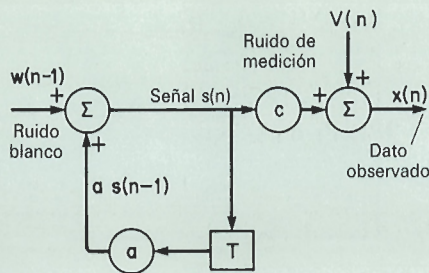 V(n)
Ruido de
medición
w(n-1)
+
Σ
Señal s(n)
c
+
+
Σ
x(n)
Ruido
blanco
+
Dato
observado
a s(n-1)
a
T